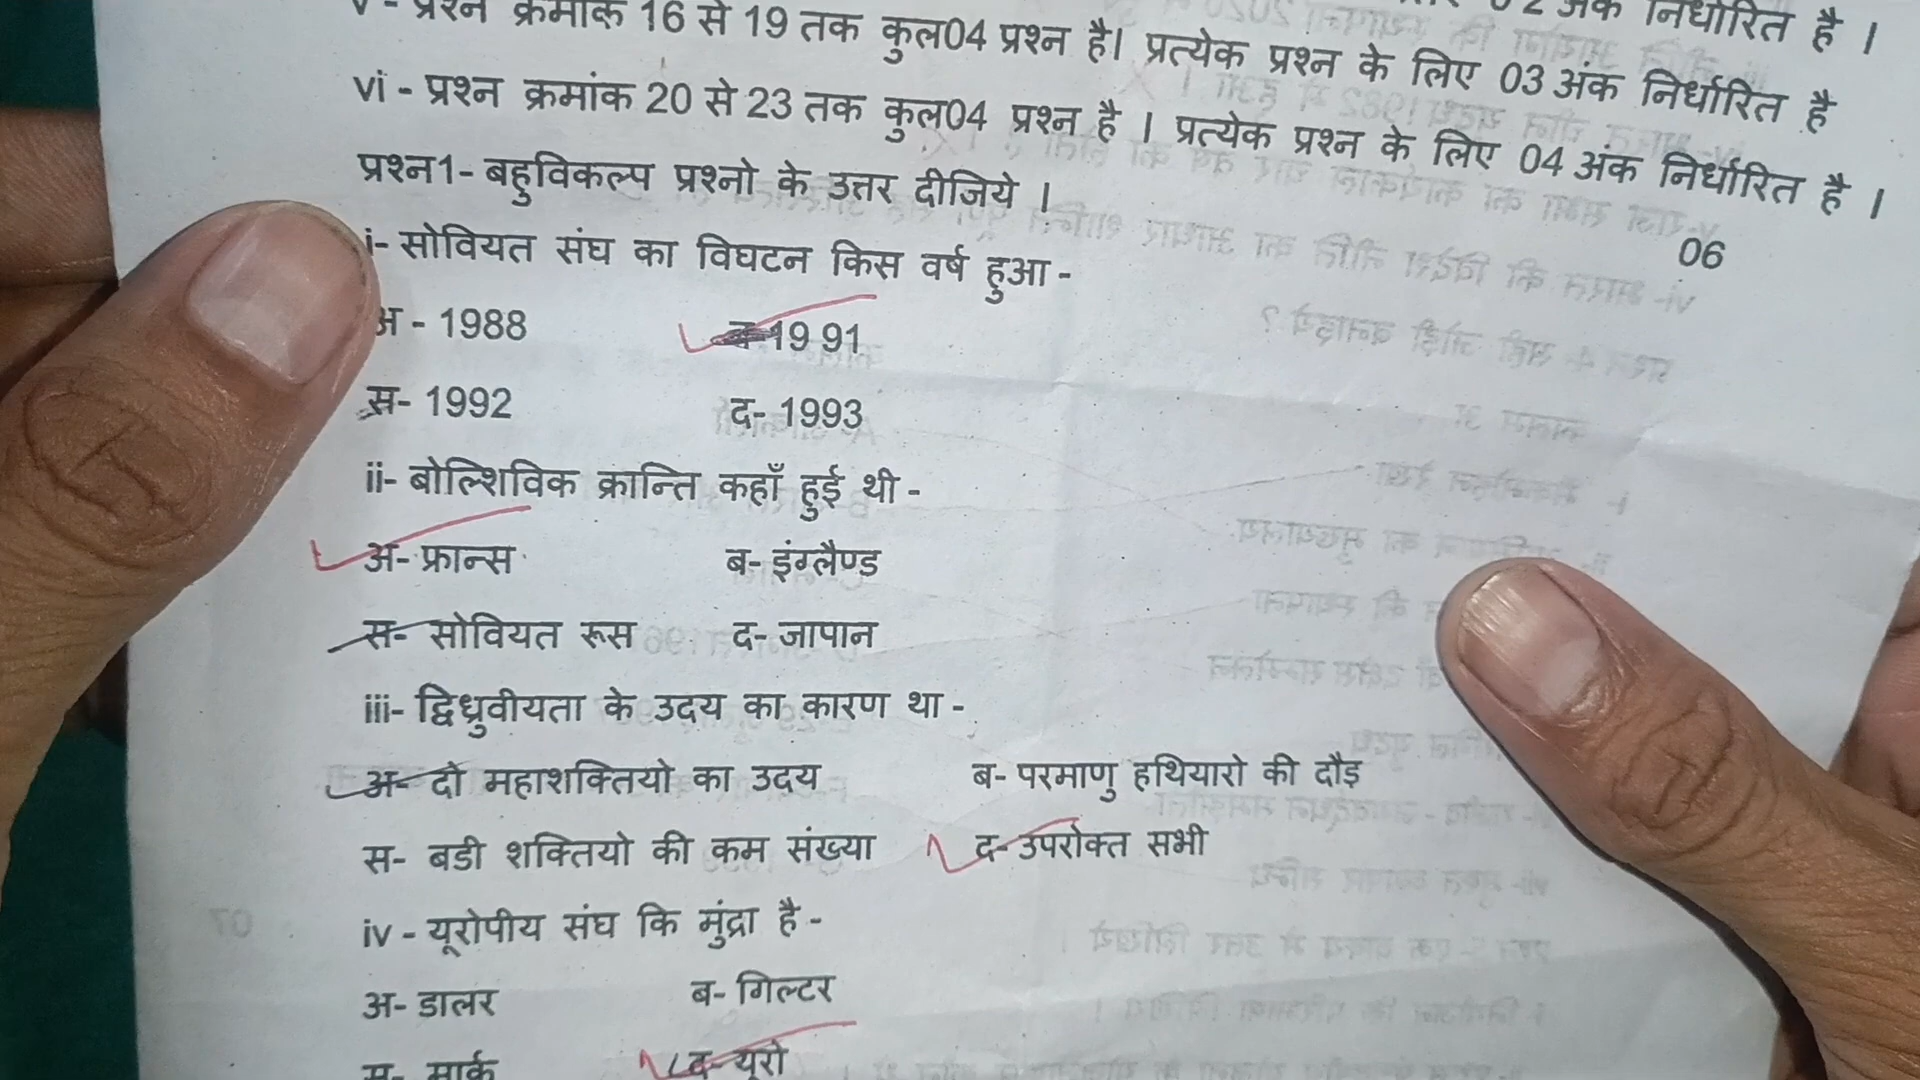 v - प्रश्न क्रमांक 16 से 19 तक कुल04 प्रश्न है। प्रत्येक प्रश्न के लिए 03 अंक निर्धारित है
02 अंक निर्धारित है ।
vi - प्रश्न क्रमांक 20 से 23 तक कुल04 प्रश्न है । प्रत्येक प्रश्न के लिए 04 अंक निर्धारित है ।
प्रश्न1- बहुविकल्प प्रश्नो के उत्तर दीजिये ।
06
i- सोवियत संघ का विघटन किस वर्ष हुआ -
अ - 1988 19 91
स- 1992 द- 1993
ii- बोल्शिविक क्रान्ति कहाँ हुई थी -
अ- फ्रान्स ब- इंग्लैण्ड
स- सोवियत रूस द- जापान
iii- द्विध्रुवीयता के उदय का कारण था -
अ- दो महाशक्तियो का उदय ब- परमाणु हथियारो की दौड़
स- बडी शक्तियो की कम संख्या द- उपरोक्त सभी
iv - यूरोपीय संघ कि मुंद्रा है -
अ- डालर ब- गिल्टर
स- मार्क द- यूरो